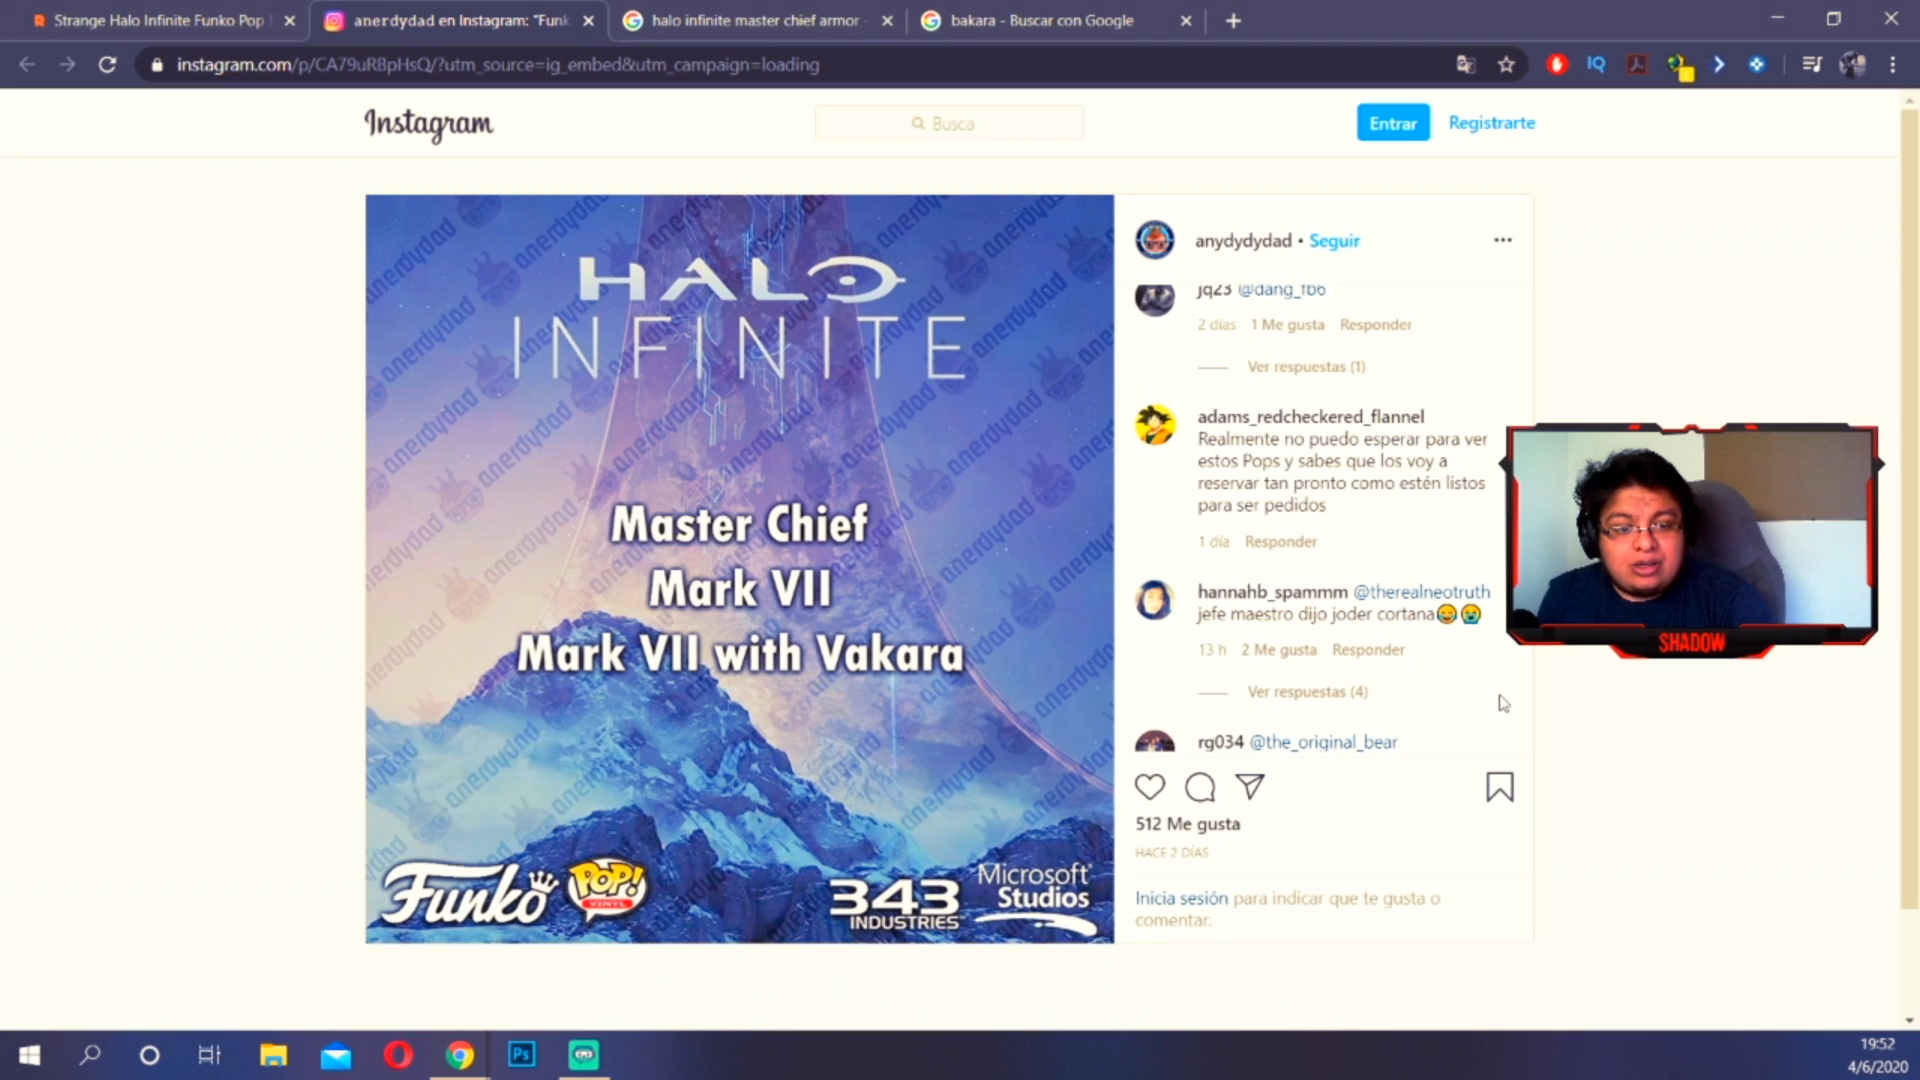 Strange Halo Infinite Funko Pop
anerdydad en Instagram: "Funk
halo infinite master chief armor -
bakara - Buscar con Google
instagram.com/p/CA79uRBpHsQ/?utm_source=ig_embed&utm_campaign=loading
IQ
Instagram
Busca
Entrar
Registrarte
HALO
INFINITE
Master Chief
Mark VII
Mark VII with Vakara
Funko
POP!
VINYL
343
INDUSTRIES
Microsoft
Studios
anerdydad
anydydydad • Seguir
jq23 @dang_fb6
2 días 1 Me gusta Responder
Ver respuestas (1)
adams_redcheckered_flannel
Realmente no puedo esperar para ver
estos Pops y sabes que los voy a
reservar tan pronto como estén listos
para ser pedidos
1 día Responder
hannahb_spammm @therealneotruth
jefe maestro dijo joder cortana😂😭
13 h 2 Me gusta Responder
Ver respuestas (4)
rg034 @the_original_bear
512 Me gusta
HACE 2 DÍAS
Inicia sesión para indicar que te gusta o
comentar.
SHADOW
Ps
19:52
4/6/2020